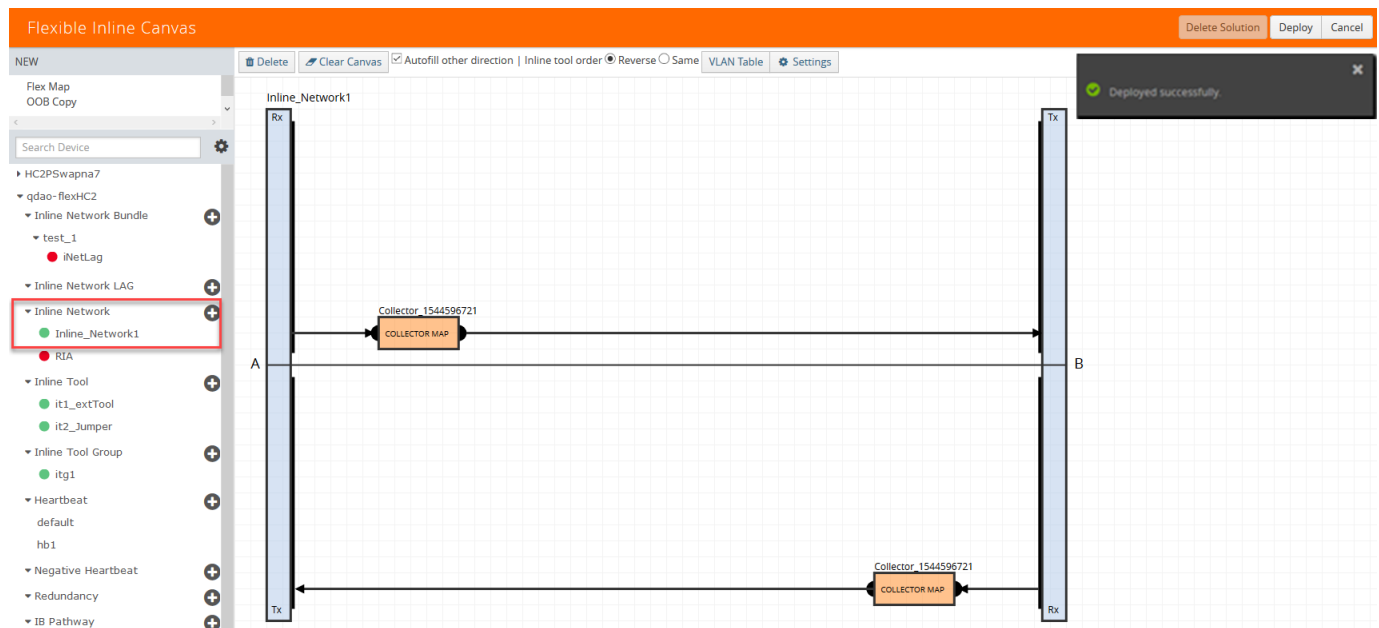 Flexible Inline Canvas
Delete Solution Deploy Cancel
NEW
Flex Map
OOB Copy
Search Device
HC2PSwapna7
qdao-flexHC2
Inline Network Bundle
test_1
iNetLag
Inline Network LAG
Inline Network
Inline_Network1
RIA
Inline Tool
it1_extTool
it2_Jumper
Inline Tool Group
itg1
Heartbeat
default
hb1
Negative Heartbeat
Redundancy
IB Pathway
Delete Clear Canvas Autofill other direction | Inline tool order Reverse Same VLAN Table Settings
Deployed successfully.
Inline_Network1
Rx Tx
Collector_1544596721
COLLECTOR MAP
A B
Collector_1544596721
COLLECTOR MAP
Tx Rx